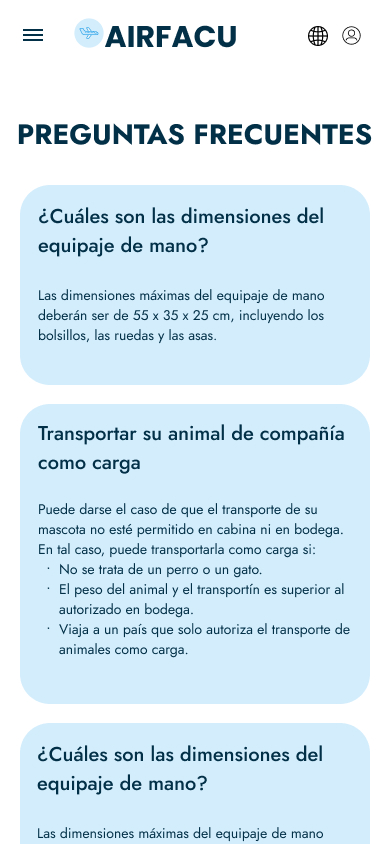 AIRFACU
PREGUNTAS FRECUENTES
¿Cuáles son las dimensiones del
equipaje de mano?
Las dimensiones máximas del equipaje de mano
deberán ser de 55 x 35 x 25 cm, incluyendo los
bolsillos, las ruedas y las asas.
Transportar su animal de compañía
como carga
Puede darse el caso de que el transporte de su
mascota no esté permitido en cabina ni en bodega.
En tal caso, puede transportarla como carga si:
· No se trata de un perro o un gato.
· El peso del animal y el transportín es superior al
autorizado en bodega.
· Viaja a un país que solo autoriza el transporte de
animales como carga.
¿Cuáles son las dimensiones del
equipaje de mano?
Las dimensiones máximas del equipaje de mano